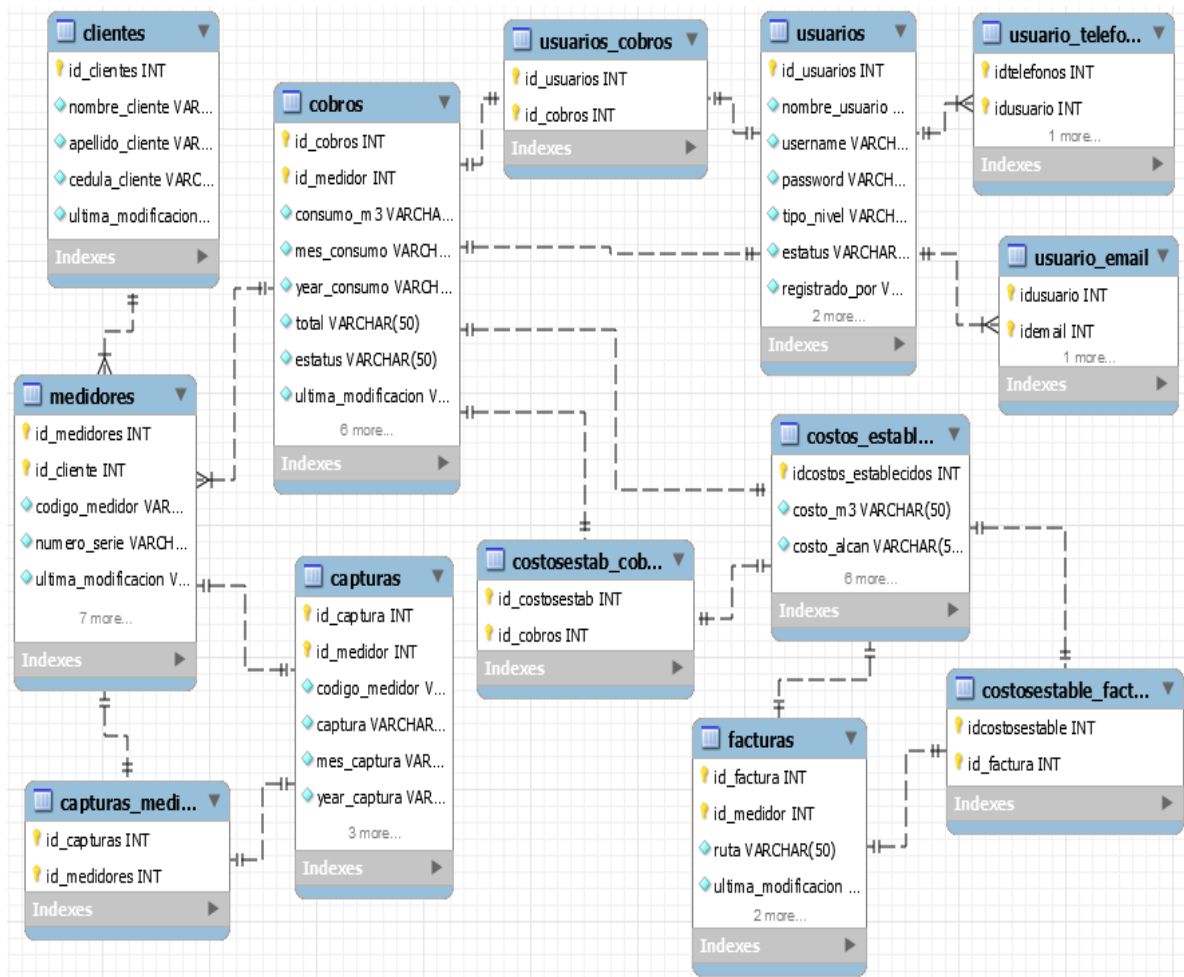 clientes
id_clientes INT
nombre_cliente VAR...
apellido_cliente VAR...
cedula_cliente VARC...
ultima_modificacion...
Indexes
cobros
id_cobros INT
id_medidor INT
consumo_m3 VARCHA...
mes_consumo VARCH...
year_consumo VARCH...
total VARCHAR(50)
estatus VARCHAR(50)
ultima_modificacion V...
6 more...
Indexes
usuarios_cobros
id_usuarios INT
id_cobros INT
Indexes
usuarios
id_usuarios INT
nombre_usuario ...
username VARCH...
password VARCH...
tipo_nivel VARCH...
estatus VARCHAR...
registrado_por V...
2 more...
Indexes
usuario_telefo...
idtelefonos INT
idusuario INT
1 more...
Indexes
usuario_email
idusuario INT
idemail INT
1 more...
Indexes
medidores
id_medidores INT
id_cliente INT
codigo_medidor VAR...
numero_serie VARCH...
ultima_modificacion V...
7 more...
Indexes
capturas
id_captura INT
id_medidor INT
codigo_medidor V...
captura VARCHAR...
mes_captura VAR...
year_captura VAR...
3 more...
Indexes
costosestab_cob...
id_costosestab INT
id_cobros INT
Indexes
costos_establ...
idcostos_establecidos INT
costo_m3 VARCHAR(50)
costo_alcan VARCHAR(5...
6 more...
Indexes
capturas_medi...
id_capturas INT
id_medidores INT
Indexes
facturas
id_factura INT
id_medidor INT
ruta VARCHAR(50)
ultima_modificacion ...
2 more...
Indexes
costosestable_fact...
idcostosestable INT
id_factura INT
Indexes